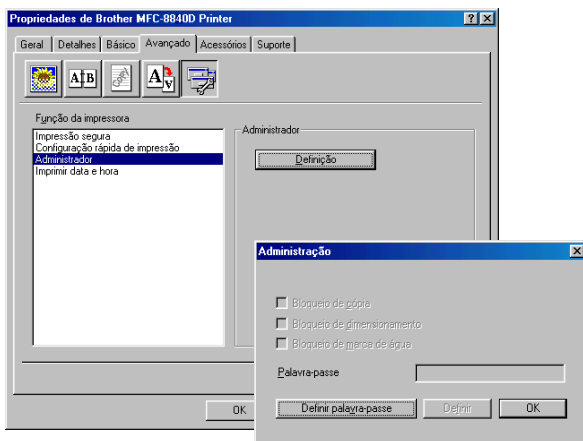 Propriedades de Brother MFC-8840D Printer
Geral Detalhes Básico Avançado Acessórios Suporte
A B
A
A
Função da impressora
Impressão segura
Configuração rápida de impressão
Administrador
Imprimir data e hora
Administrador
Definição
OK
Administração
Bloqueio de cópia
Bloqueio de dimensionamento
Bloqueio de marca de água
Palavra-passe
Definir palavra-passe Definir OK